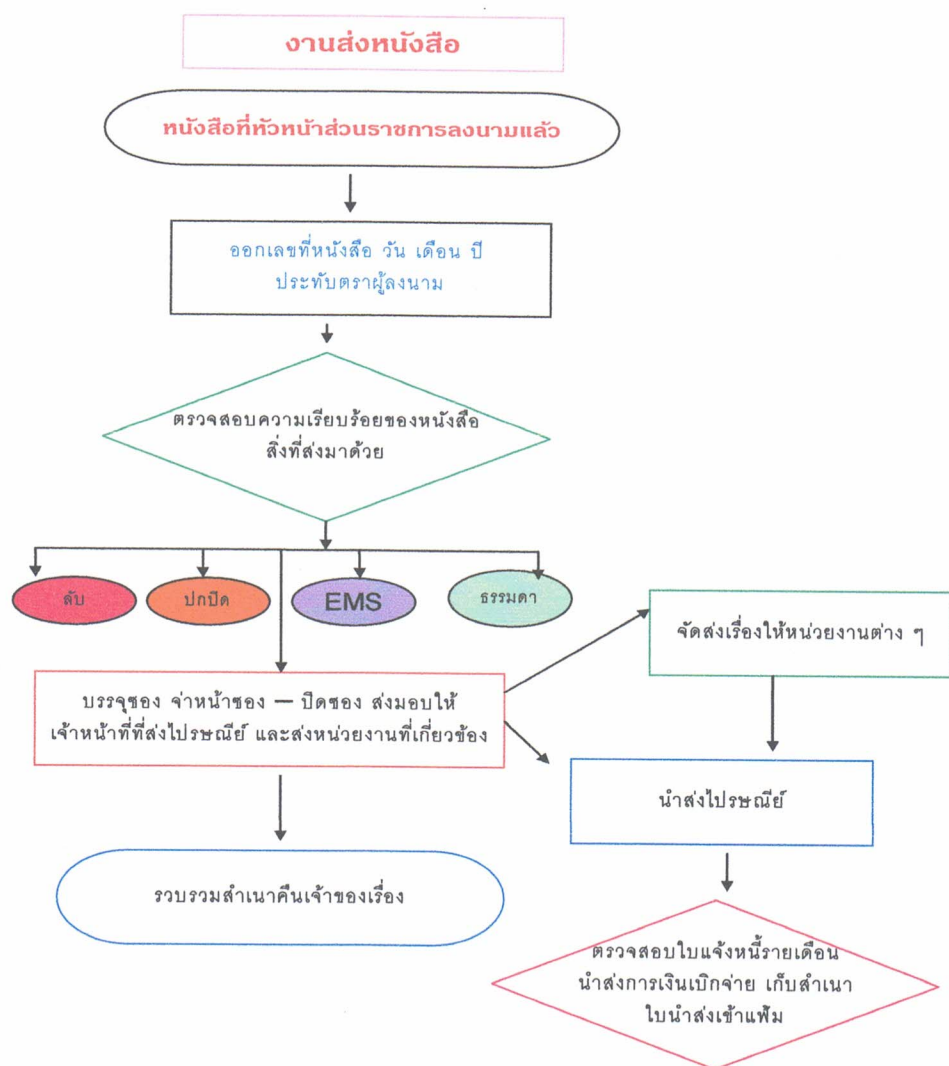 งานส่งหนังสือ
หนังสือที่หัวหน้าส่วนราชการลงนามแล้ว
ออกเลขที่หนังสือ วัน เดือน ปี
ประทับตราผู้ลงนาม
ตรวจสอบความเรียบร้อยของหนังสือ
สิ่งที่ส่งมาด้วย
ลับ
ปกปิด
EMS
ธรรมดา
จัดส่งเรื่องให้หน่วยงานต่าง ๆ
บรรจุซอง จ่าหน้าซอง – ปิดซอง ส่งมอบให้
เจ้าหน้าที่ที่ส่งไปรษณีย์ และส่งหน่วยงานที่เกี่ยวข้อง
นำส่งไปรษณีย์
รวบรวมสำเนาคืนเจ้าของเรื่อง
ตรวจสอบใบแจ้งหนี้รายเดือน
นำส่งการเงินเบิกจ่าย เก็บสำเนา
ใบนำส่งเข้าแฟ้ม